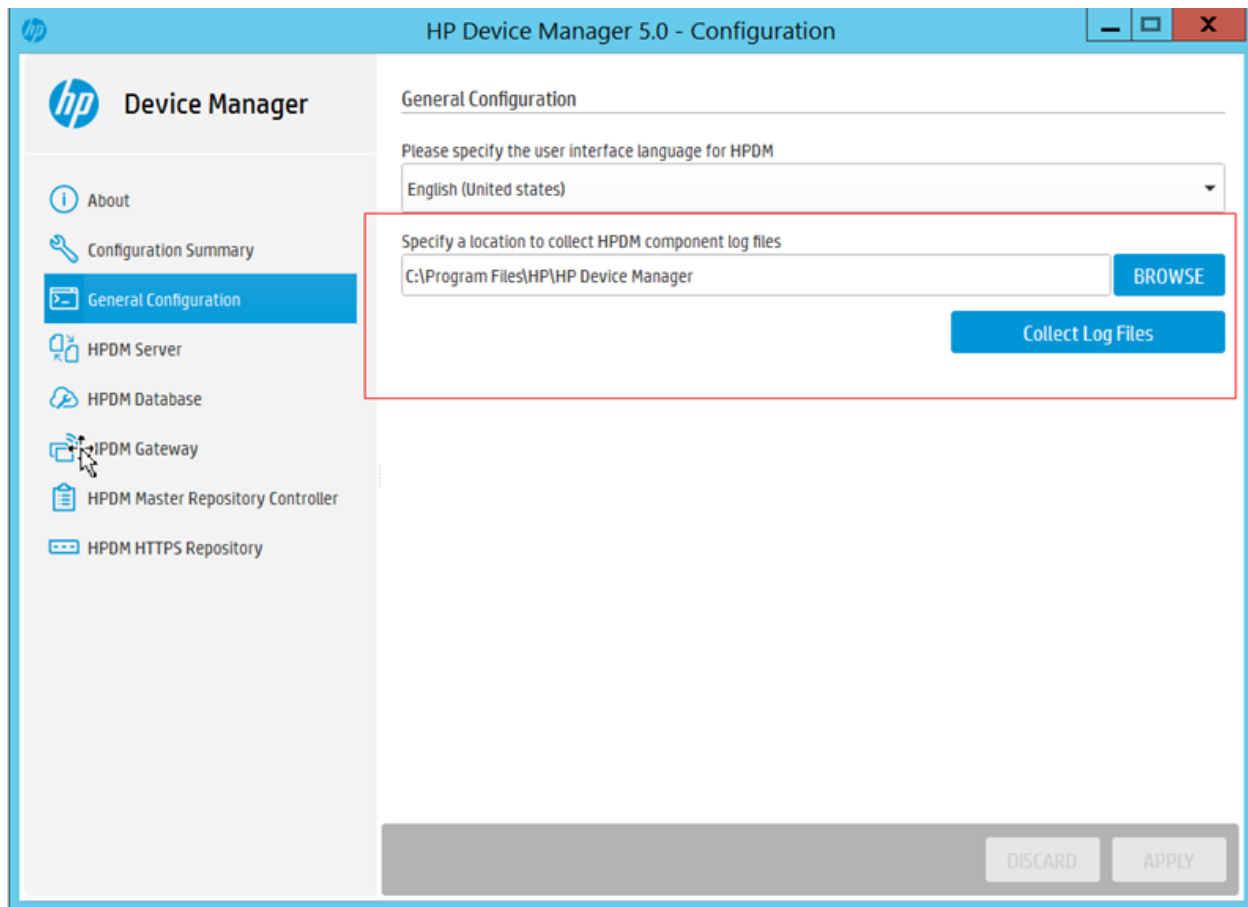 HP Device Manager 5.0 - Configuration
hp
Device Manager
About
Configuration Summary
General Configuration
HPDM Server
HPDM Database
HPDM Gateway
HPDM Master Repository Controller
HPDM HTTPS Repository
General Configuration
Please specify the user interface language for HPDM
English (United states)
Specify a location to collect HPDM component log files
C:\Program Files\HP\HP Device Manager
BROWSE
Collect Log Files
DISCARD
APPLY